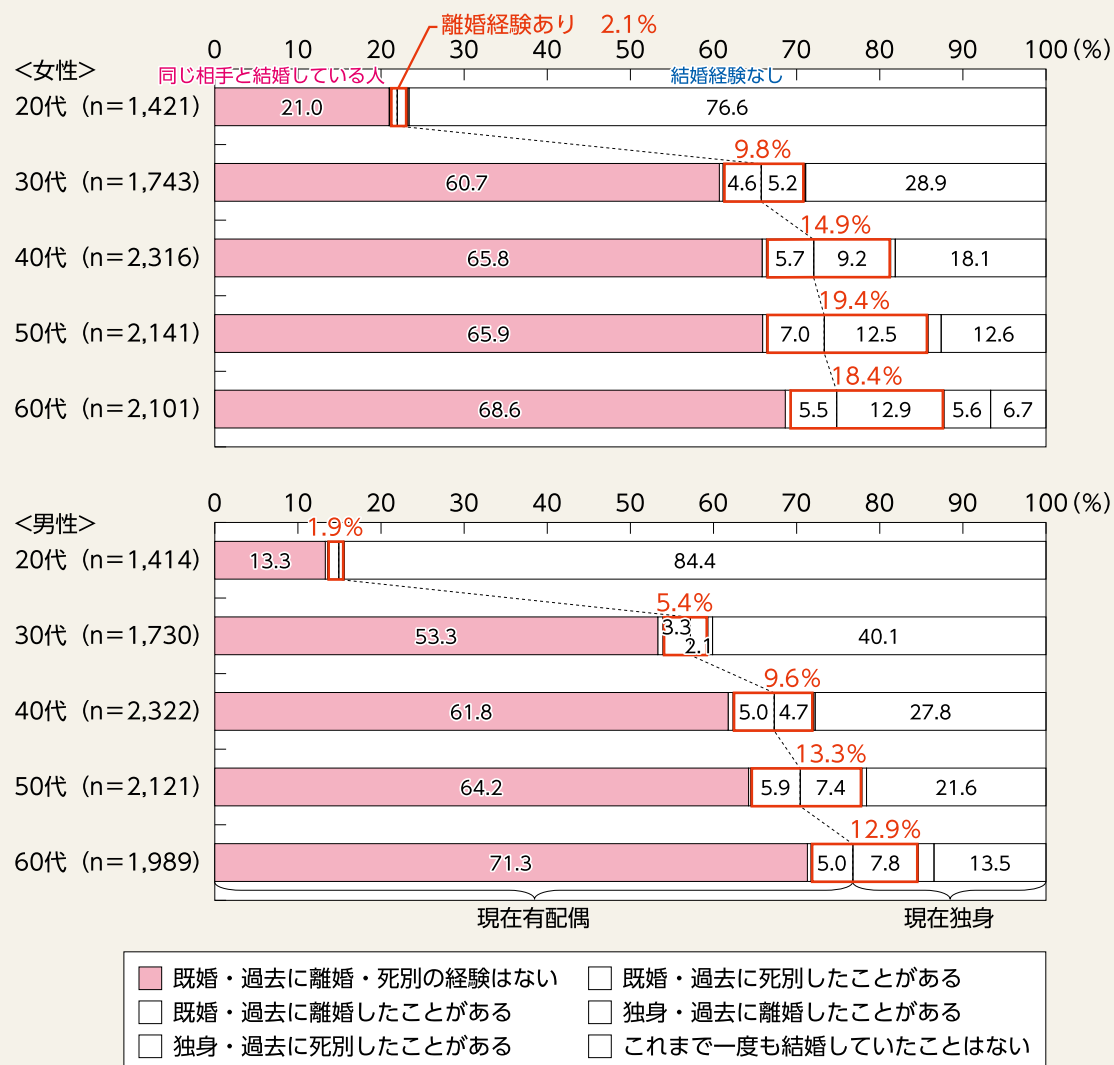 離婚経験あり 2.1%
0 10 20 30 40 50 60 70 80 90 100(%)
<女性>
同じ相手と結婚している人 結婚経験なし
20代(n=1,421) 21.0 76.6
9.8%
30代(n=1,743) 60.7 4.6 5.2 28.9
14.9%
40代(n=2,316) 65.8 5.7 9.2 18.1
19.4%
50代(n=2,141) 65.9 7.0 12.5 12.6
18.4%
60代(n=2,101) 68.6 5.5 12.9 5.6 6.7
0 10 20 30 40 50 60 70 80 90 100(%)
<男性>
1.9%
20代(n=1,414) 13.3 84.4
5.4%
30代(n=1,730) 53.3 3.3 2.1 40.1
9.6%
40代(n=2,322) 61.8 5.0 4.7 27.8
13.3%
50代(n=2,121) 64.2 5.9 7.4 21.6
12.9%
60代(n=1,989) 71.3 5.0 7.8 13.5
現在有配偶 現在独身
既婚・過去に離婚・死別の経験はない 既婚・過去に死別したことがある
既婚・過去に離婚したことがある 独身・過去に離婚したことがある
独身・過去に死別したことがある これまで一度も結婚していたことはない